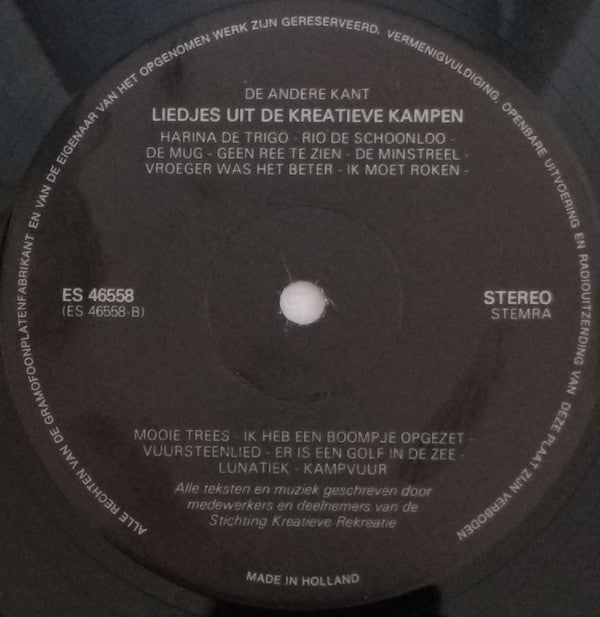 ALLE RECHTEN VAN DE GRAMOFOONPLATENFABRIKANT EN VAN DE EIGENAAR VAN HET OPGENOMEN WERK ZIJN GERESERVEERD. VERMENIGVULDIGING, OPENBARE UITVOERING EN RADIOUITZENDING VAN DEZE PLAAT ZIJN VERBODEN
DE ANDERE KANT
LIEDJES UIT DE KREATIEVE KAMPEN
HARINA DE TRIGO - RIO DE SCHOONLOO -
DE MUG - GEEN REE TE ZIEN - DE MINSTREEL -
VROEGER WAS HET BETER - IK MOET ROKEN -
ES 46558
(ES 46558-B)
STEREO
STEMRA
MOOIE TREES - IK HEB EEN BOOMPJE OPGEZET -
VUURSTEENLIED - ER IS EEN GOLF IN DE ZEE -
LUNATIEK - KAMPVUUR
Alle teksten en muziek geschreven door
medewerkers en deelnemers van de
Stichting Kreatieve Rekreatie
MADE IN HOLLAND